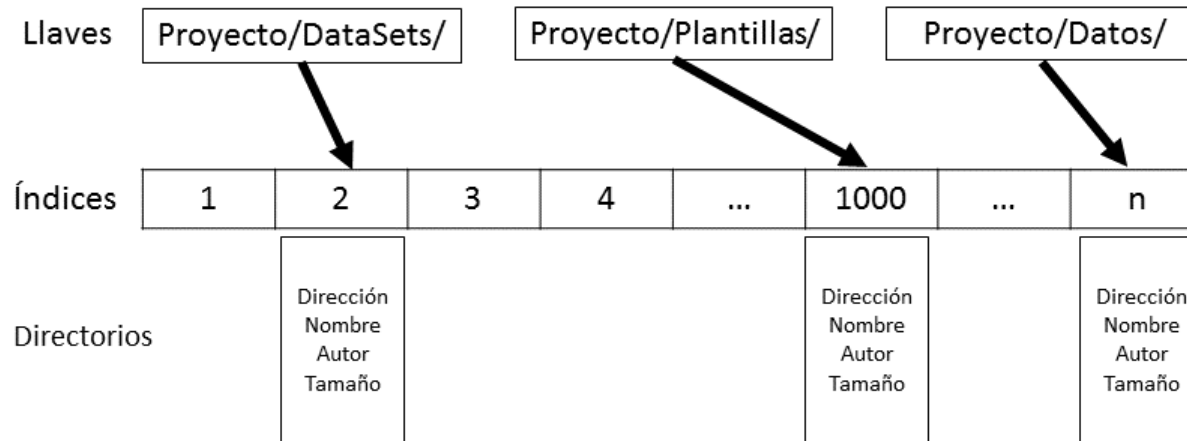 Llaves Proyecto/DataSets/ Proyecto/Plantillas/ Proyecto/Datos/
Índices 1 2 3 4 ... 1000 ... n
Directorios
Dirección
Nombre
Autor
Tamaño
Dirección
Nombre
Autor
Tamaño
Dirección
Nombre
Autor
Tamaño